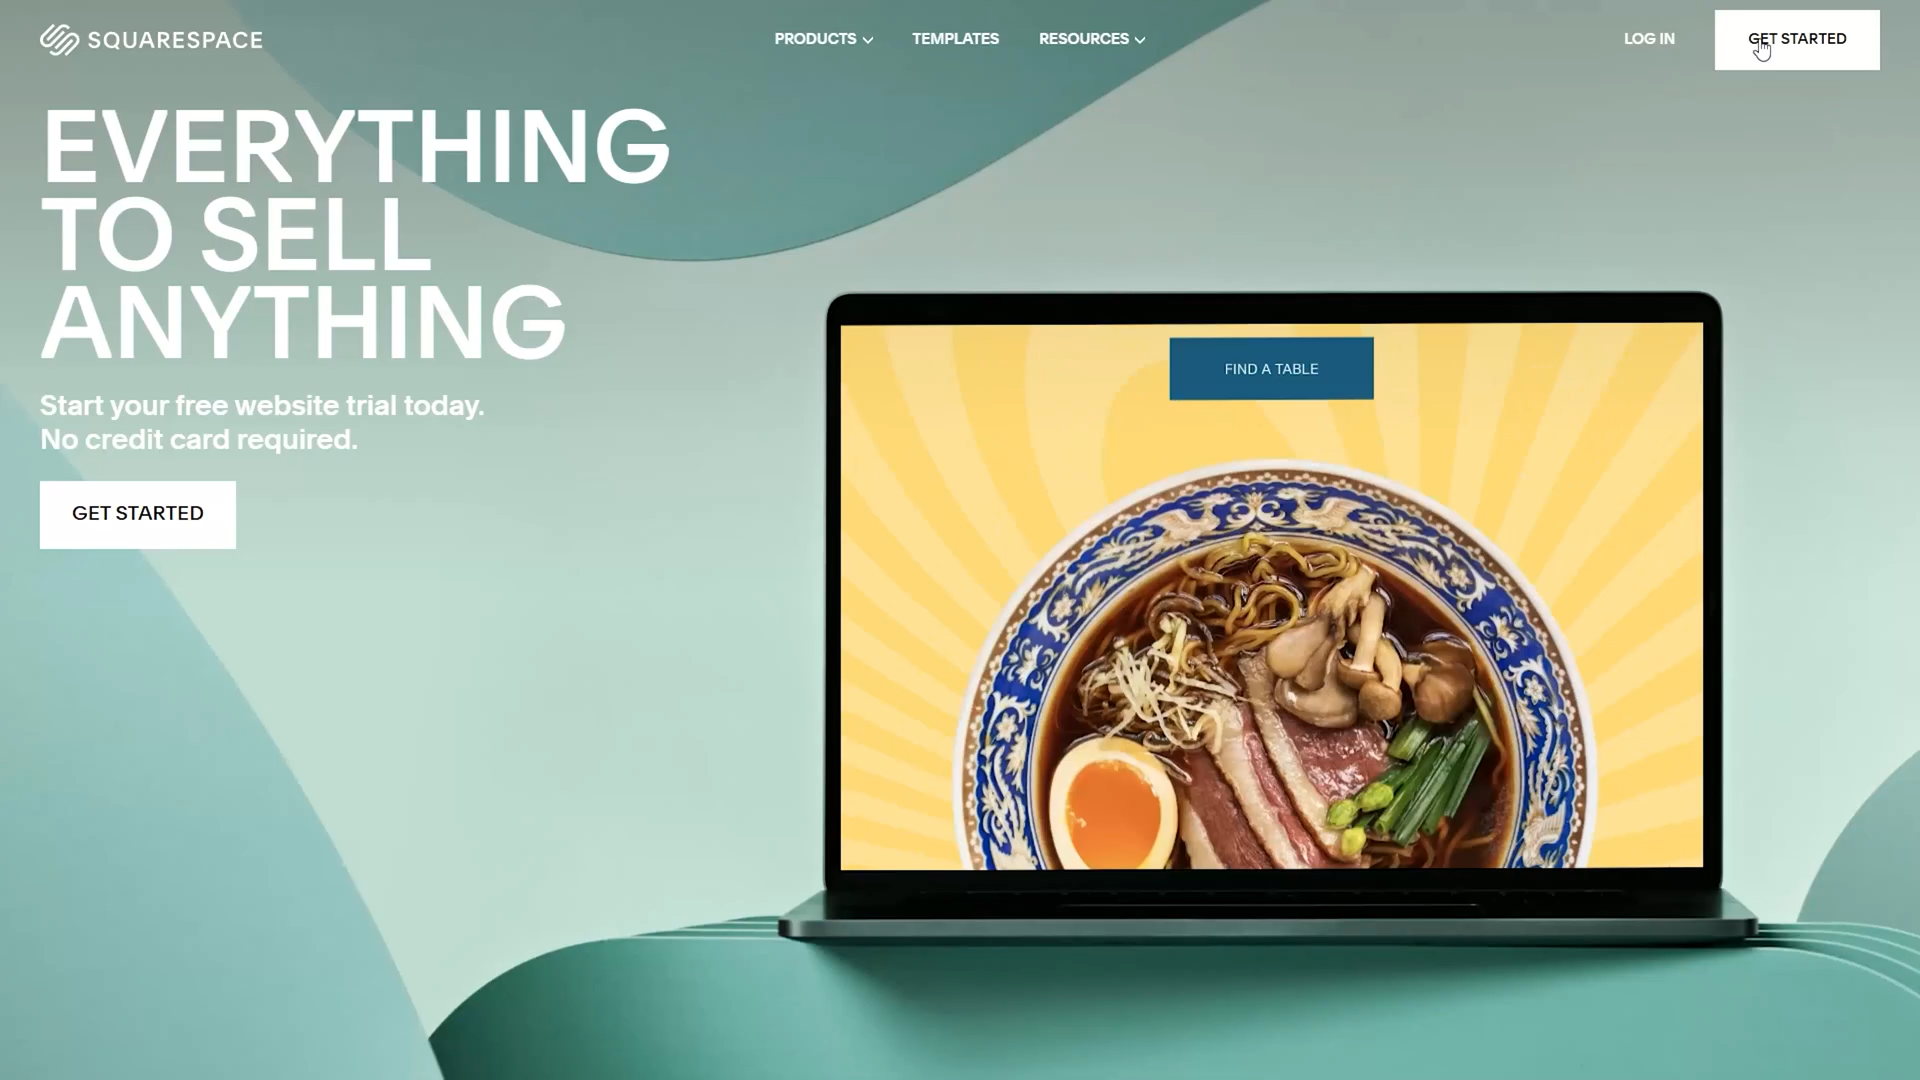 SQUARESPACE
PRODUCTS
TEMPLATES
RESOURCES
LOG IN
GET STARTED
EVERYTHING
TO SELL
ANYTHING
Start your free website trial today.
No credit card required.
GET STARTED
FIND A TABLE